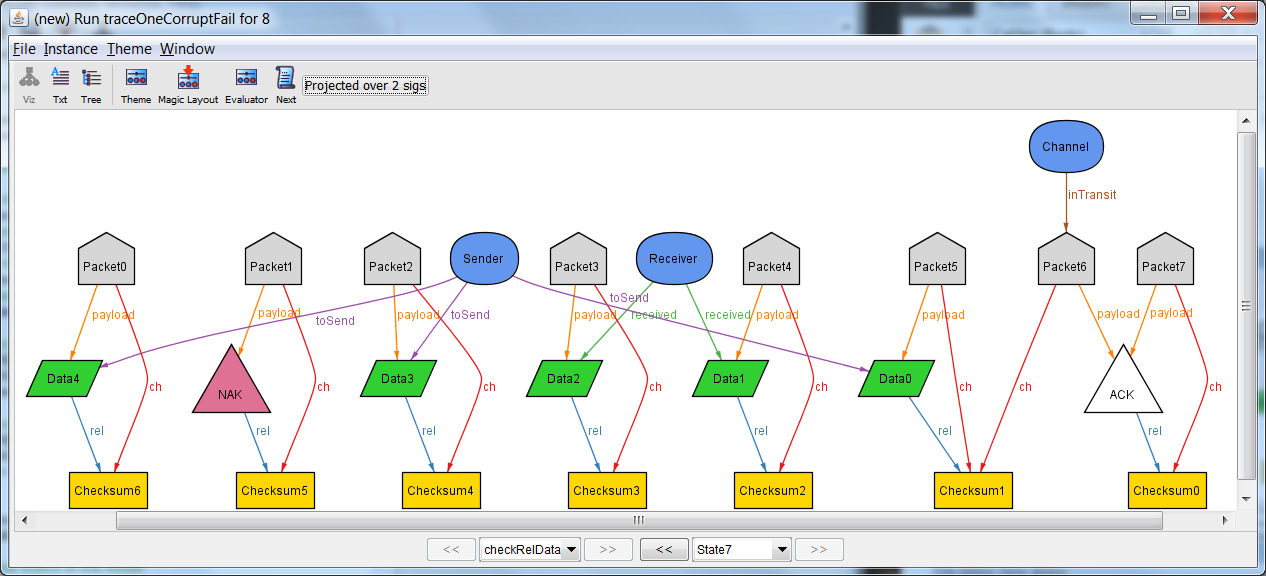 (new) Run traceOneCorruptFail for 8
File Instance Theme Window
Viz Txt Tree Theme Magic Layout Evaluator Next Projected over 2 sigs
Channel
inTransit
Packet0 Packet1 Packet2 Sender Packet3 Receiver Packet4 Packet5 Packet6 Packet7
toSend
payload toSend payload payload toSend payload received received payload payload payload payload
Data4 NAK Data3 Data2 Data1 Data0 ACK
ch ch ch ch ch ch ch ch
rel rel rel rel rel rel rel
Checksum6 Checksum5 Checksum4 Checksum3 Checksum2 Checksum1 Checksum0
<< checkRelData >> << State7 >>